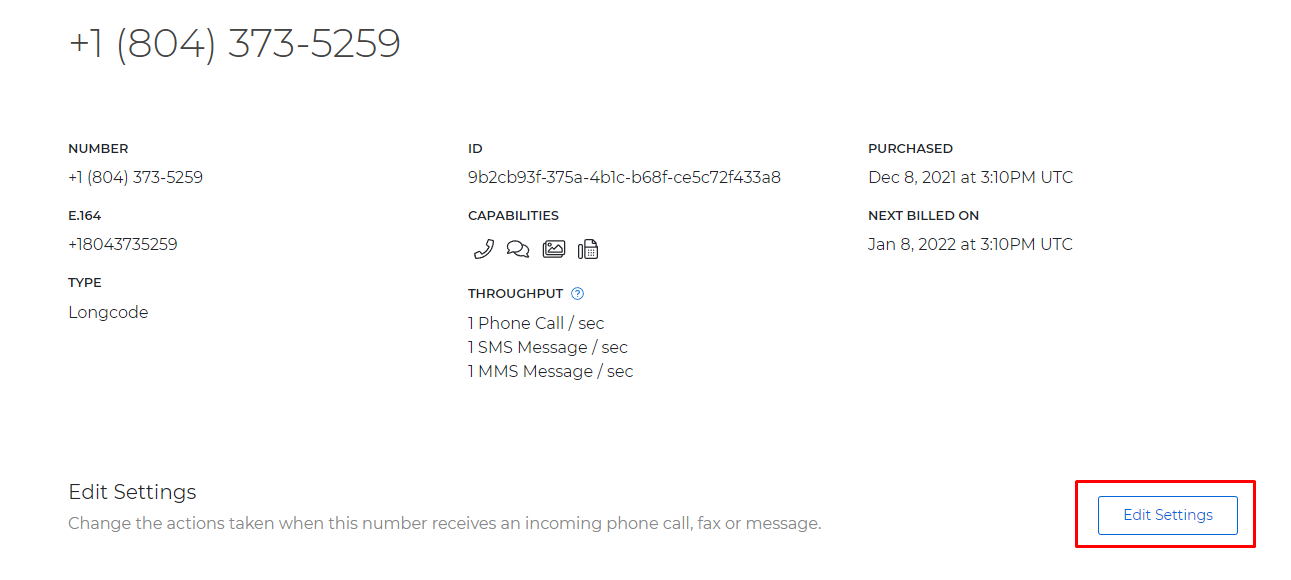 +1 (804) 373-5259
NUMBER
+1 (804) 373-5259
E.164
+18043735259
TYPE
Longcode
ID
9b2cb93f-375a-4b1c-b68f-ce5c72f433a8
CAPABILITIES
THROUGHPUT ?
1 Phone Call / sec
1 SMS Message / sec
1 MMS Message / sec
PURCHASED
Dec 8, 2021 at 3:10PM UTC
NEXT BILLED ON
Jan 8, 2022 at 3:10PM UTC
Edit Settings
Change the actions taken when this number receives an incoming phone call, fax or message.
Edit Settings